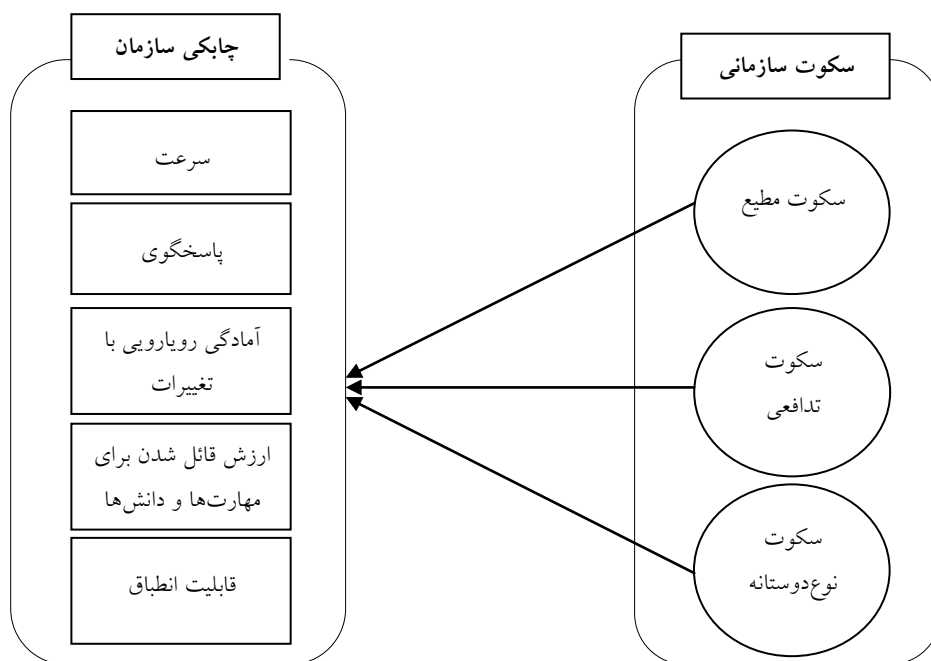 سکوت سازمانی
سکوت مطیع
سکوت
تدافعی
سکوت
نوع‌دوستانه
چابکی سازمان
سرعت
پاسخگوی
آمادگی رویارویی با
تغییرات
ارزش قائل شدن برای
مهارت‌ها و دانش‌ها
قابلیت انطباق